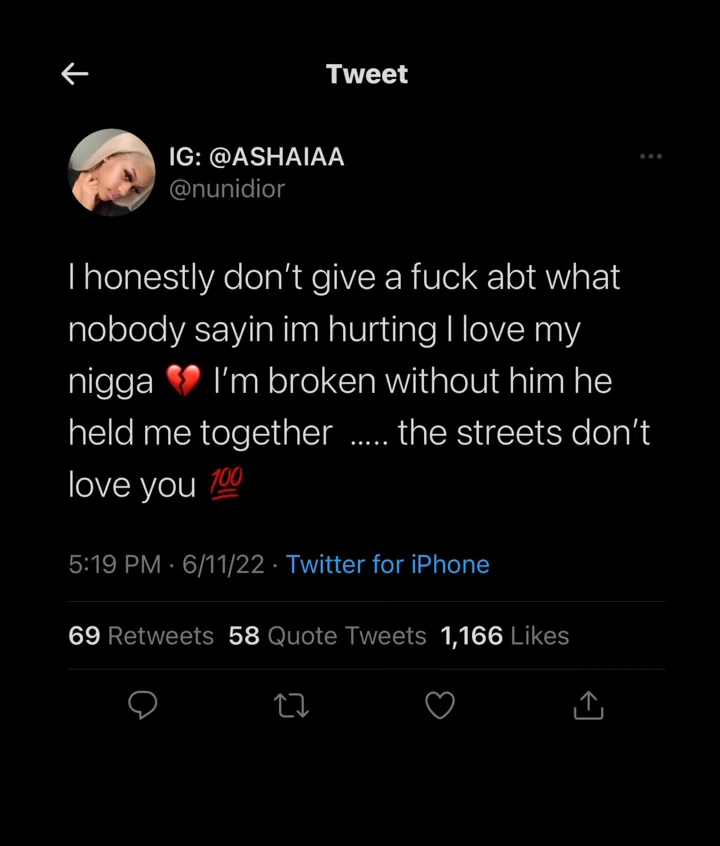 Tweet
IG: @ASHAIAA
@nunidior
I honestly don’t give a fuck abt what
nobody sayin im hurting I love my
nigga 💔 I’m broken without him he
held me together ..... the streets don’t
love you 💯
5:19 PM · 6/11/22 · Twitter for iPhone
69 Retweets 58 Quote Tweets 1,166 Likes